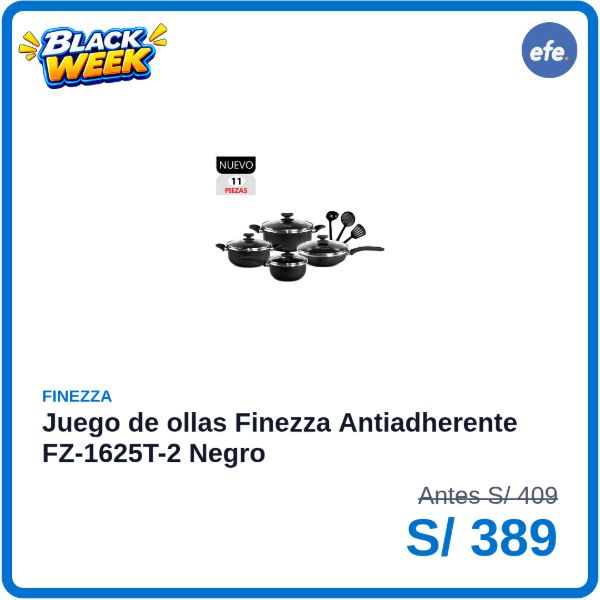 BLACK
WEEK
efe.
NUEVO
11
PIEZAS
FINEZZA
Juego de ollas Finezza Antiadherente
FZ-1625T-2 Negro
Antes S/ 409
S/ 389